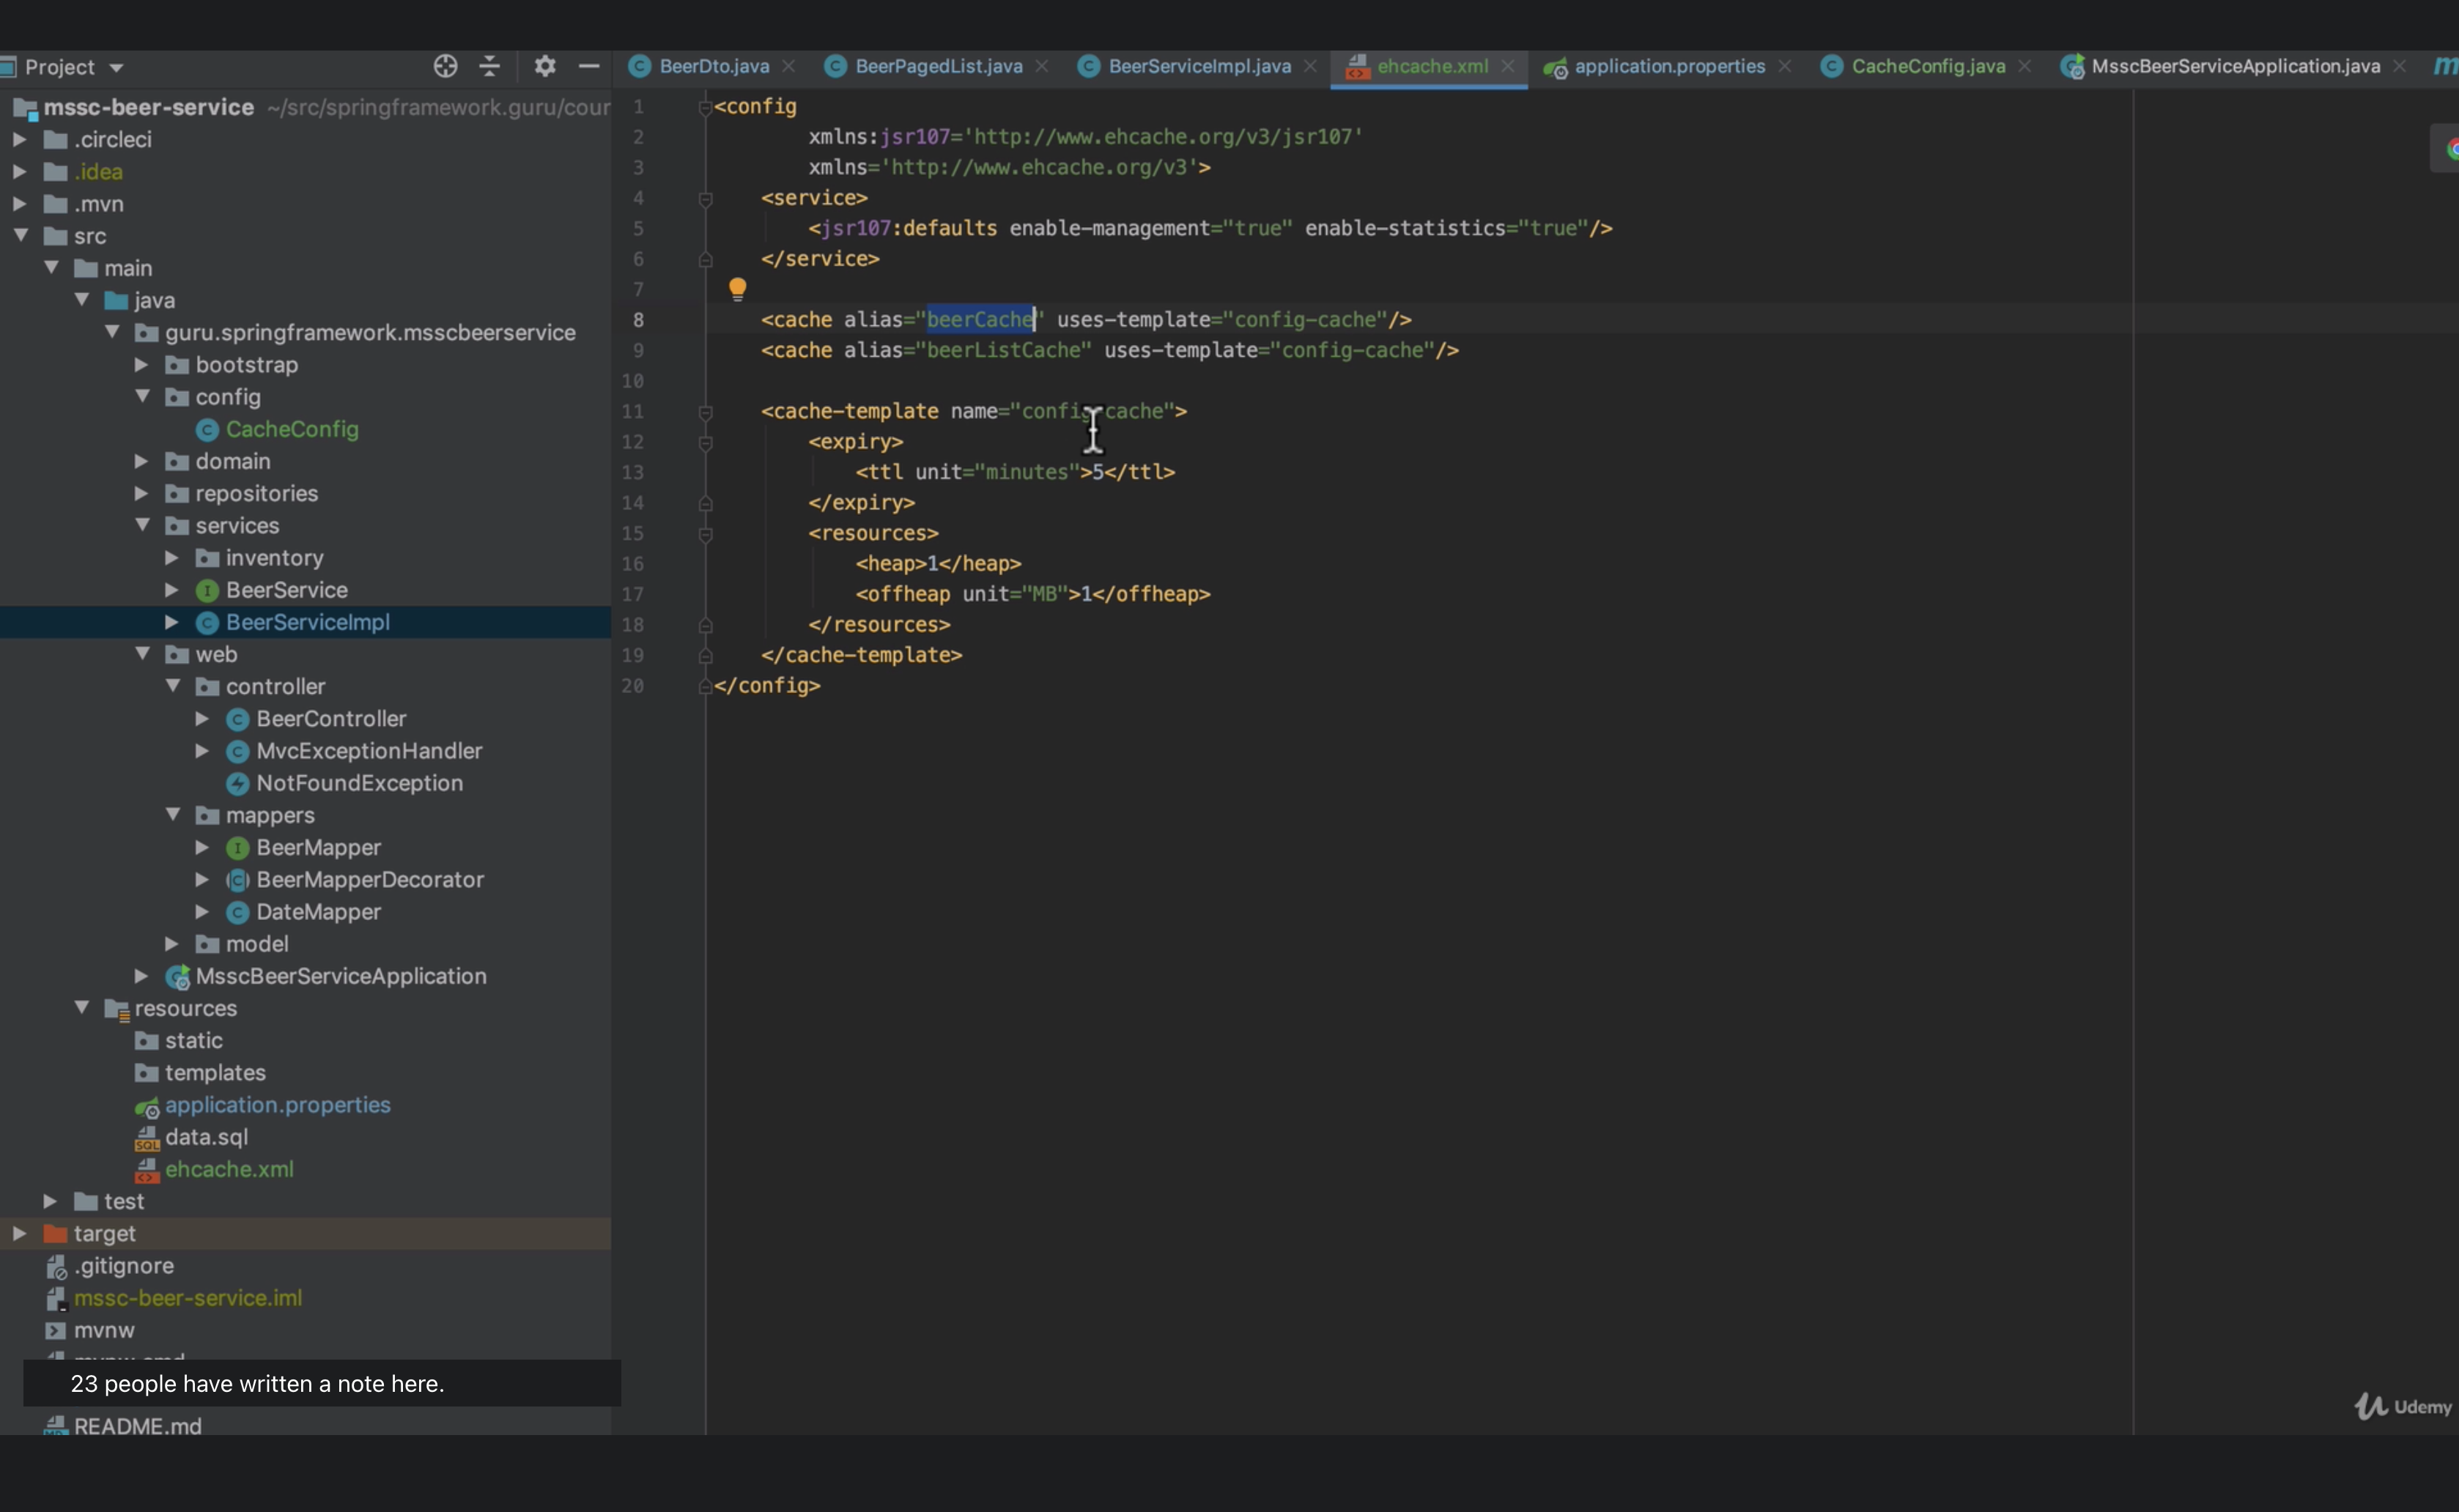 Project
mssc-beer-service ~/src/springframework.guru/cour
.circleci
.idea
.mvn
src
main
java
guru.springframework.msscbeerservice
bootstrap
config
CacheConfig
domain
repositories
services
inventory
BeerService
BeerServiceImpl
web
controller
BeerController
MvcExceptionHandler
NotFoundException
mappers
BeerMapper
BeerMapperDecorator
DateMapper
model
MsscBeerServiceApplication
resources
static
templates
application.properties
data.sql
ehcache.xml
test
target
.gitignore
mssc-beer-service.iml
mvnw
23 people have written a note here.
README.md
BeerDto.java
BeerPagedList.java
BeerServiceImpl.java
ehcache.xml
application.properties
CacheConfig.java
MsscBeerServiceApplication.java
1 <config
2 xmlns:jsr107='http://www.ehcache.org/v3/jsr107'
3 xmlns='http://www.ehcache.org/v3'>
4 <service>
5 <jsr107:defaults enable-management="true" enable-statistics="true"/>
6 </service>
7
8 <cache alias="beerCache" uses-template="config-cache"/>
9 <cache alias="beerListCache" uses-template="config-cache"/>
10
11 <cache-template name="config-cache">
12 <expiry>
13 <ttl unit="minutes">5</ttl>
14 </expiry>
15 <resources>
16 <heap>1</heap>
17 <offheap unit="MB">1</offheap>
18 </resources>
19 </cache-template>
20 </config>
Udemy